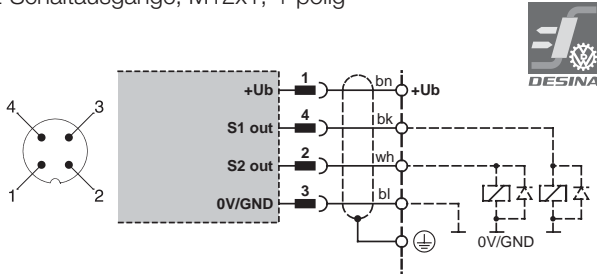 Schaltausgänge, M12x1, 4-polig
DESINA
4 3
1 2
+Ub 1 bn +Ub
S1 out 4 bk
S2 out 2 wh
0V/GND 3 bl
0V/GND